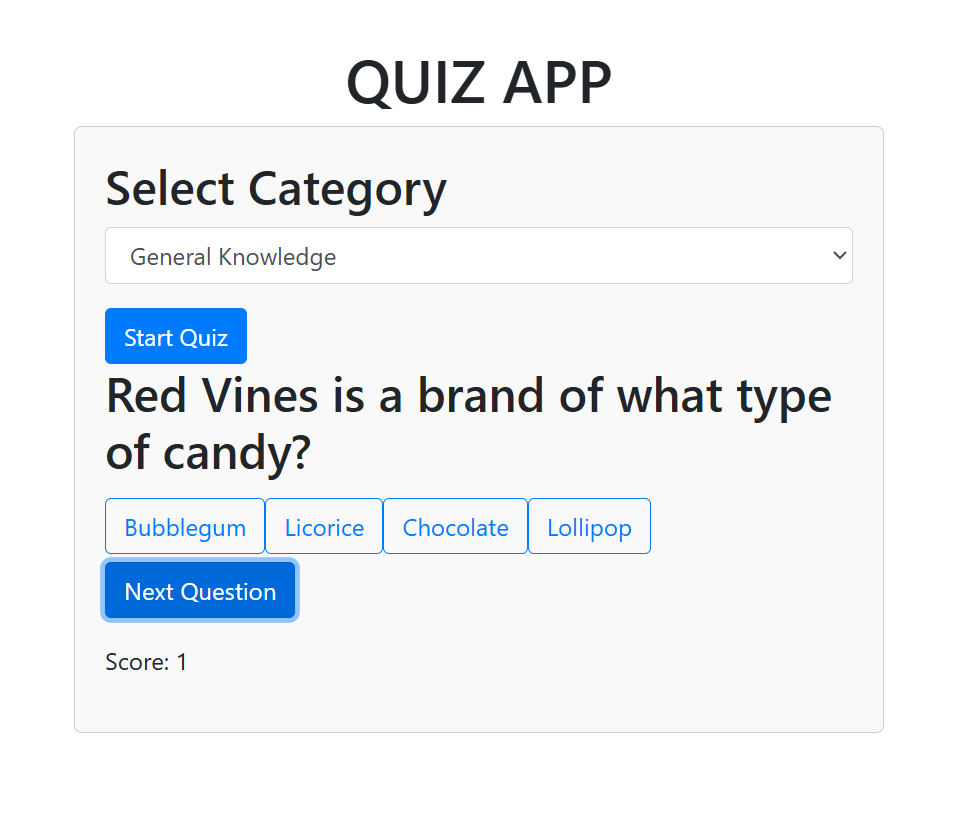 QUIZ APP
Select Category
General Knowledge
Start Quiz
Red Vines is a brand of what type
of candy?
Bubblegum Licorice Chocolate Lollipop
Next Question
Score: 1